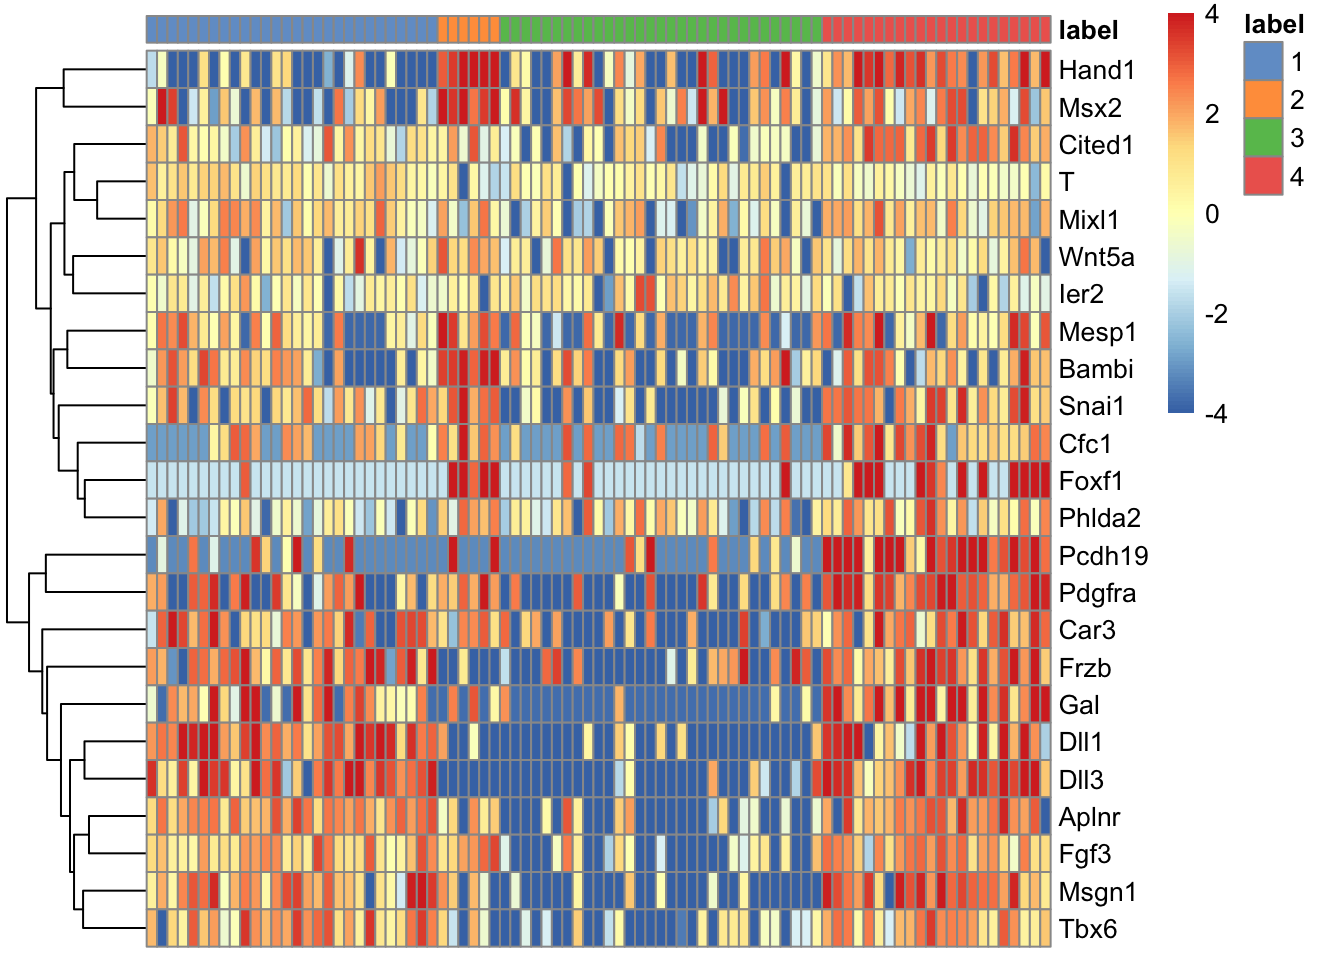 label
Hand1
Msx2
Cited1
T
Mixl1
Wnt5a
Ier2
Mesp1
Bambi
Snai1
Cfc1
Foxf1
Phlda2
Pcdh19
Pdgfra
Car3
Frzb
Gal
Dll1
Dll3
Aplnr
Fgf3
Msgn1
Tbx6
4
2
0
-2
-4
label
1
2
3
4